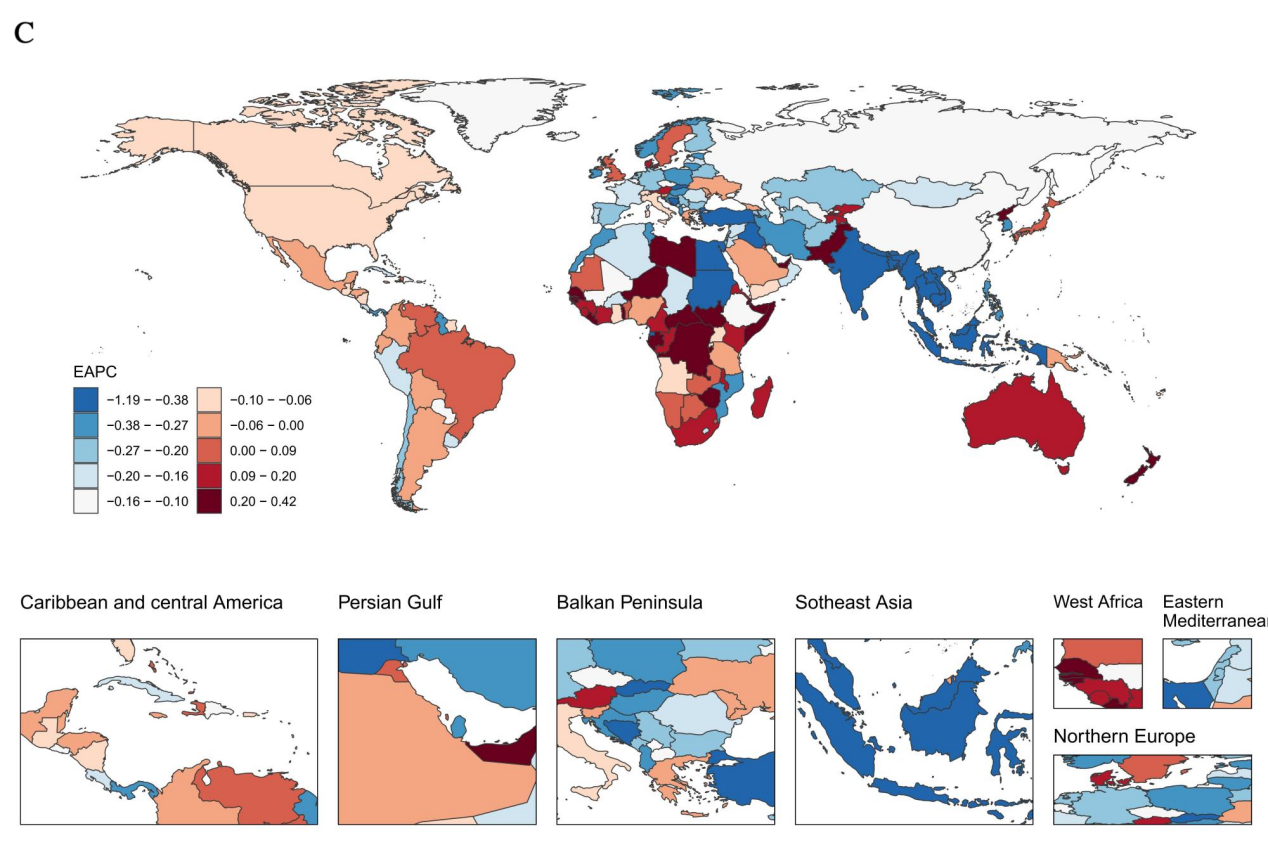 C
EAPC
−1.19 − −0.38
−0.38 − −0.27
−0.27 − −0.20
−0.20 − −0.16
−0.16 − −0.10
−0.10 − −0.06
−0.06 − 0.00
0.00 − 0.09
0.09 − 0.20
0.20 − 0.42
Caribbean and central America
Persian Gulf
Balkan Peninsula
Sotheast Asia
West Africa
Eastern
Mediterranear
Northern Europe